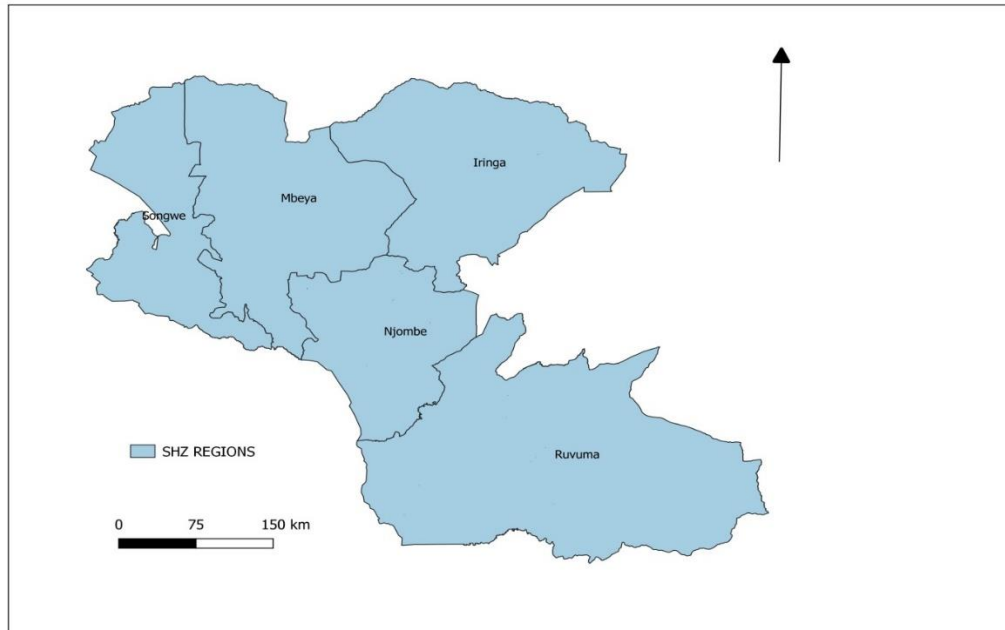 Iringa
Mbeya
Songwe
Njombe
SHZ REGIONS
Ruvuma
0 75 150 km